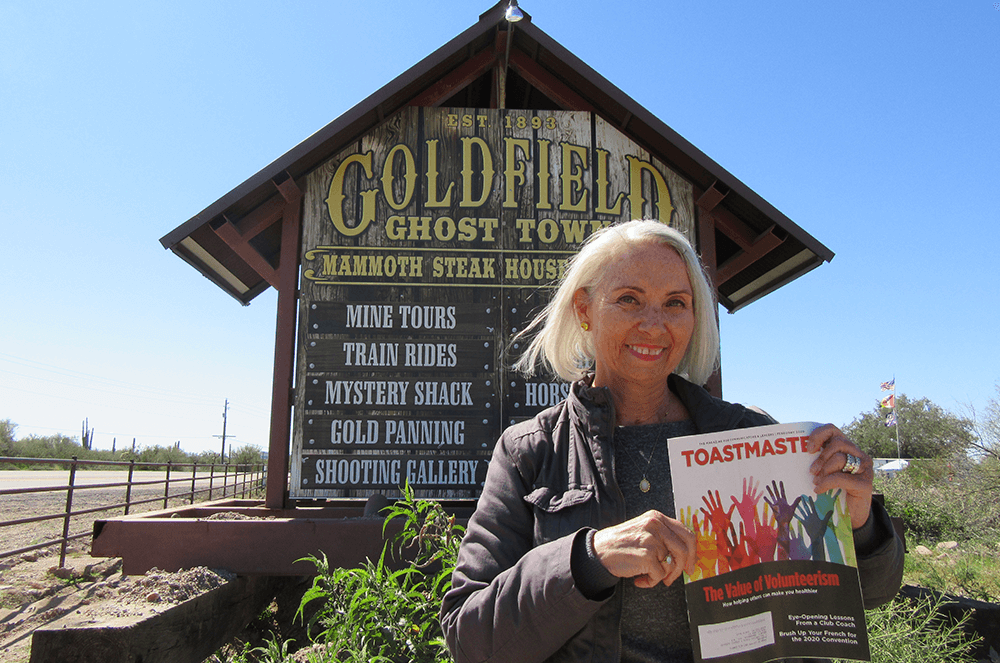 EST 1893
GOLDFIELD
GHOST TOWN
MAMMOTH STEAK HOUSE
MINE TOURS
TRAIN RIDES
MYSTERY SHACK
HORS
GOLD PANNING
SHOOTING GALLERY
TOASTMASTE
The Value of Volunteerism
How helping others can make you healthier
Eye-Opening Lessons
From a Club Coach
Brush Up Your French for
the 2020 Convention